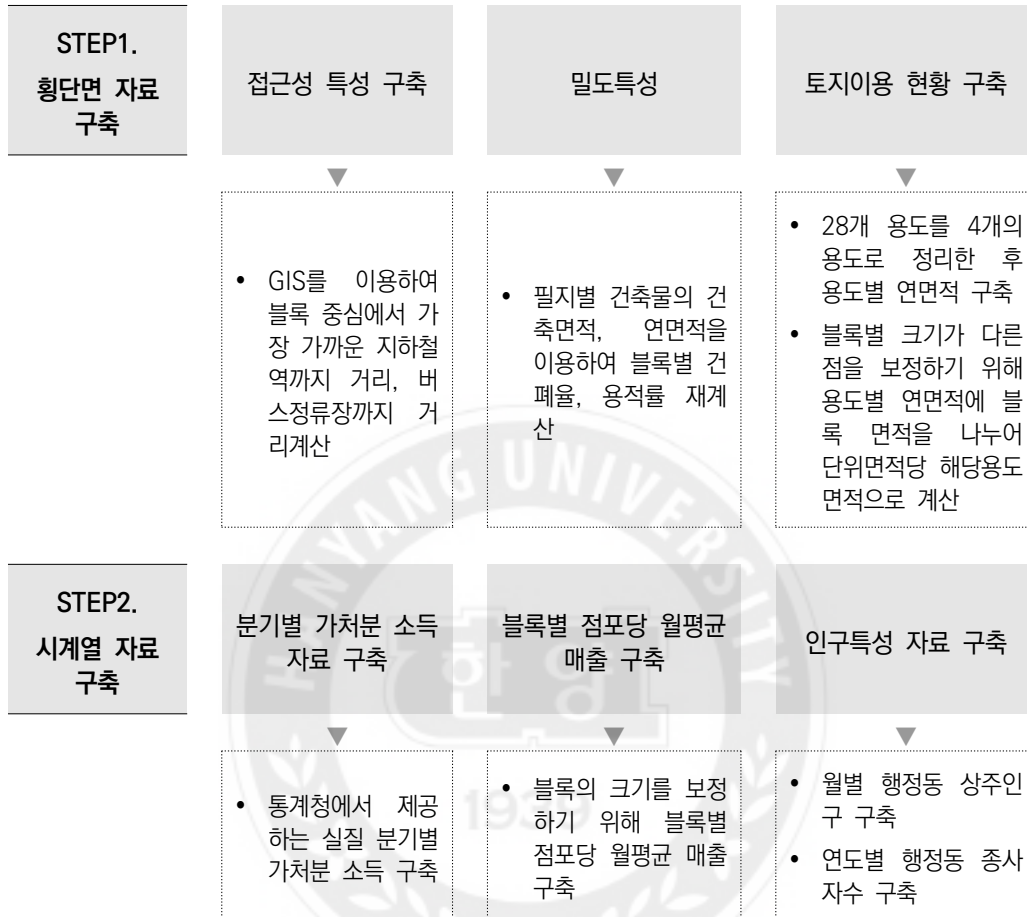 STEP1.
횡단면 자료
구축
접근성 특성 구축
밀도특성
토지이용 현황 구축
• GIS를 이용하여
블록 중심에서 가
장 가까운 지하철
역까지 거리, 버
스정류장까지 거
리계산
• 필지별 건축물의 건
축면적, 연면적을
이용하여 블록별 건
폐율, 용적률 재계
산
• 28개 용도를 4개의
용도로 정리한 후
용도별 연면적 구축
• 블록별 크기가 다른
점을 보정하기 위해
용도별 연면적에 블
록 면적을 나누어
단위면적당 해당용도
면적으로 계산
STEP2.
시계열 자료
구축
분기별 가처분 소득
자료 구축
블록별 점포당 월평균
매출 구축
인구특성 자료 구축
• 통계청에서 제공
하는 실질 분기별
가처분 소득 구축
• 블록의 크기를 보정
하기 위해 블록별
점포당 월평균 매출
구축
• 월별 행정동 상주인
구 구축
• 연도별 행정동 종사
자수 구축
HANYANG UNIVERSITY
한양
1939